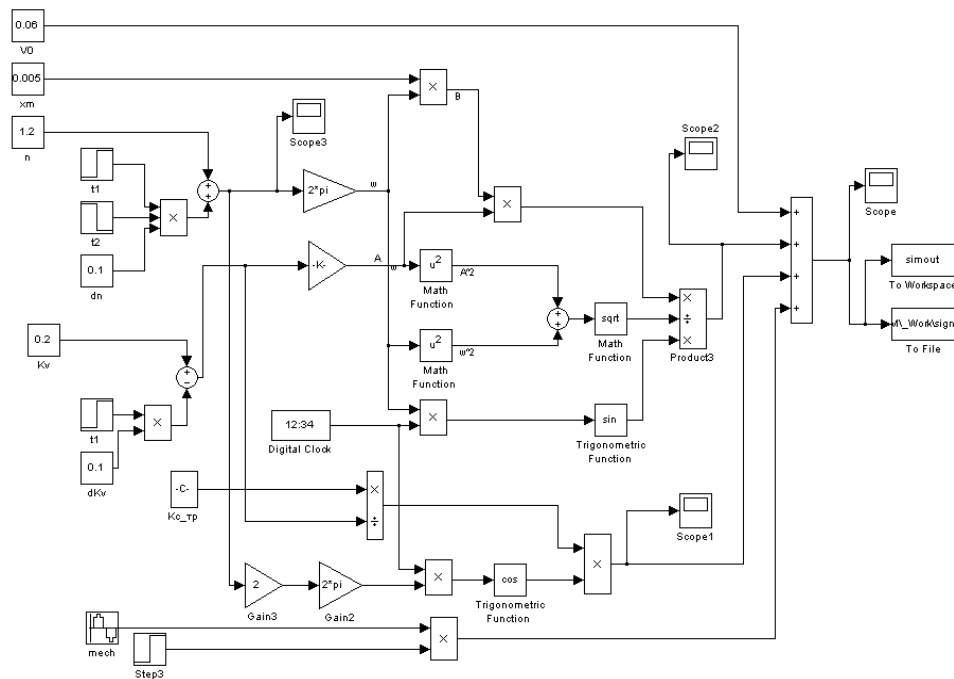 0.06
V0
0.005
xm
1.2
n
Scope3
t1
t2
0.1
dn
2*pi
w
B
Scope2
Scope
simout
To Workspace
f\_Work\sign
To File
-K-
A
w
u²
A^2
Math
Function
u²
w^2
Math
Function
sqrt
Math
Function
Product3
0.2
Kv
t1
0.1
dKv
12:34
Digital Clock
sin
Trigonometric
Function
-C-
Kc_тр
Scope1
2
Gain3
2*pi
Gain2
cos
Trigonometric
Function
mech
Step3